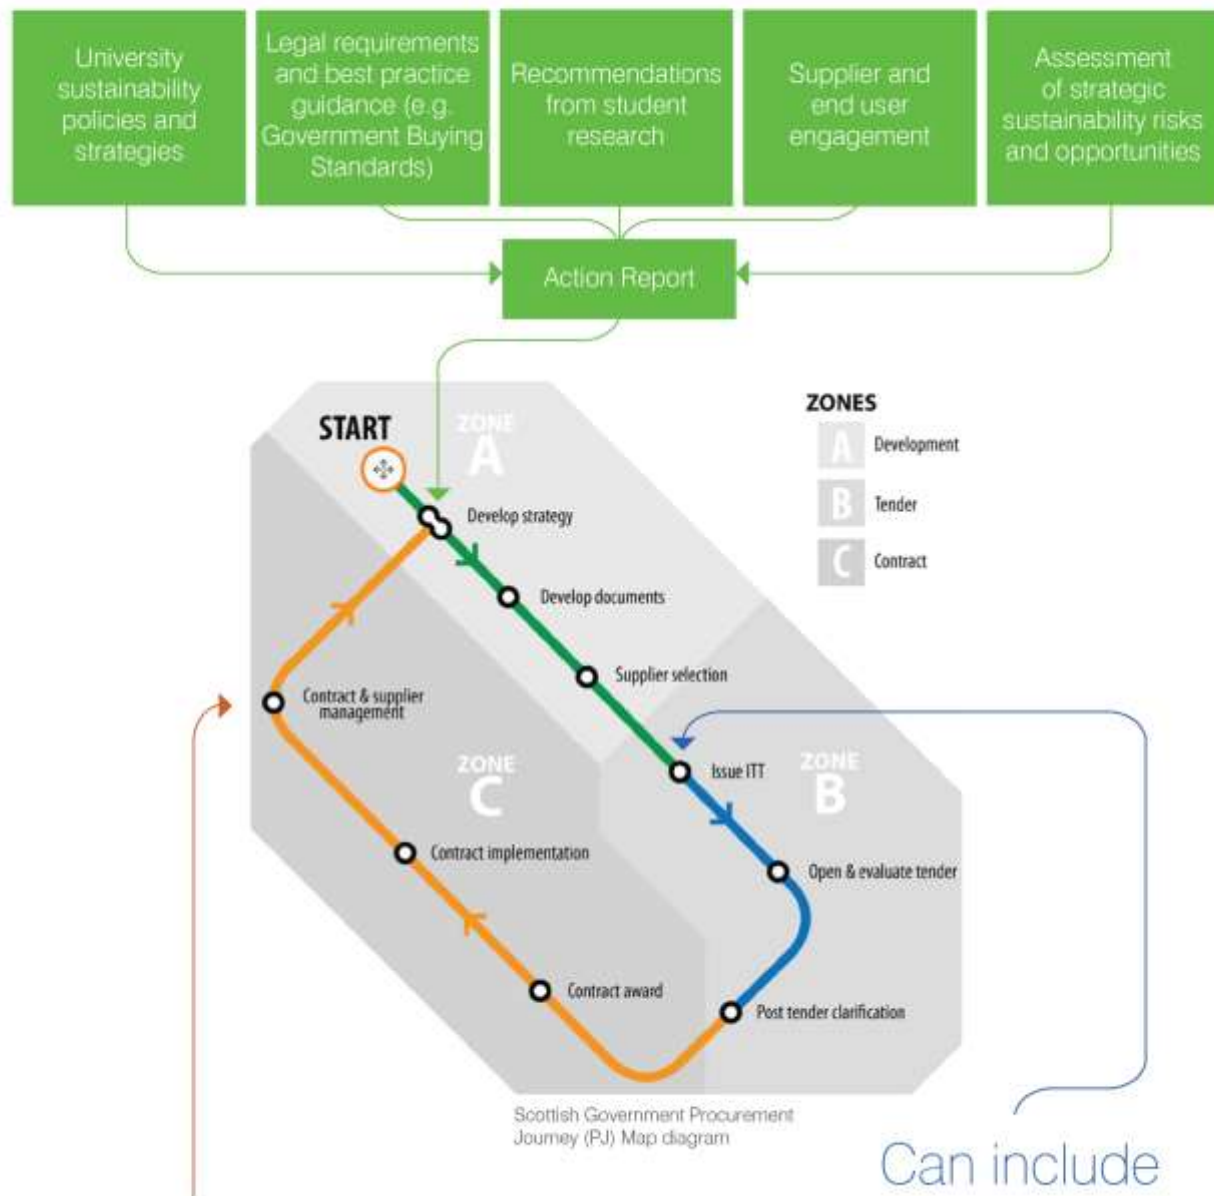 University
sustainability
policies and
strategies
Legal requirements
and best practice
guidance (e.g.
Government Buying
Standards)
Recommendations
from student
research
Supplier and
end user
engagement
Assessment
of strategic
sustainability risks
and opportunities
Action Report
START
ZONE
A
ZONES
A Development
B Tender
C Contract
Develop strategy
Develop documents
Supplier selection
Contract & supplier
management
Issue ITT
ZONE
B
ZONE
C
Contract implementation
Open & evaluate tender
Contract award
Post tender clarification
Scottish Government Procurement
Journey (PJ) Map diagram
Can include